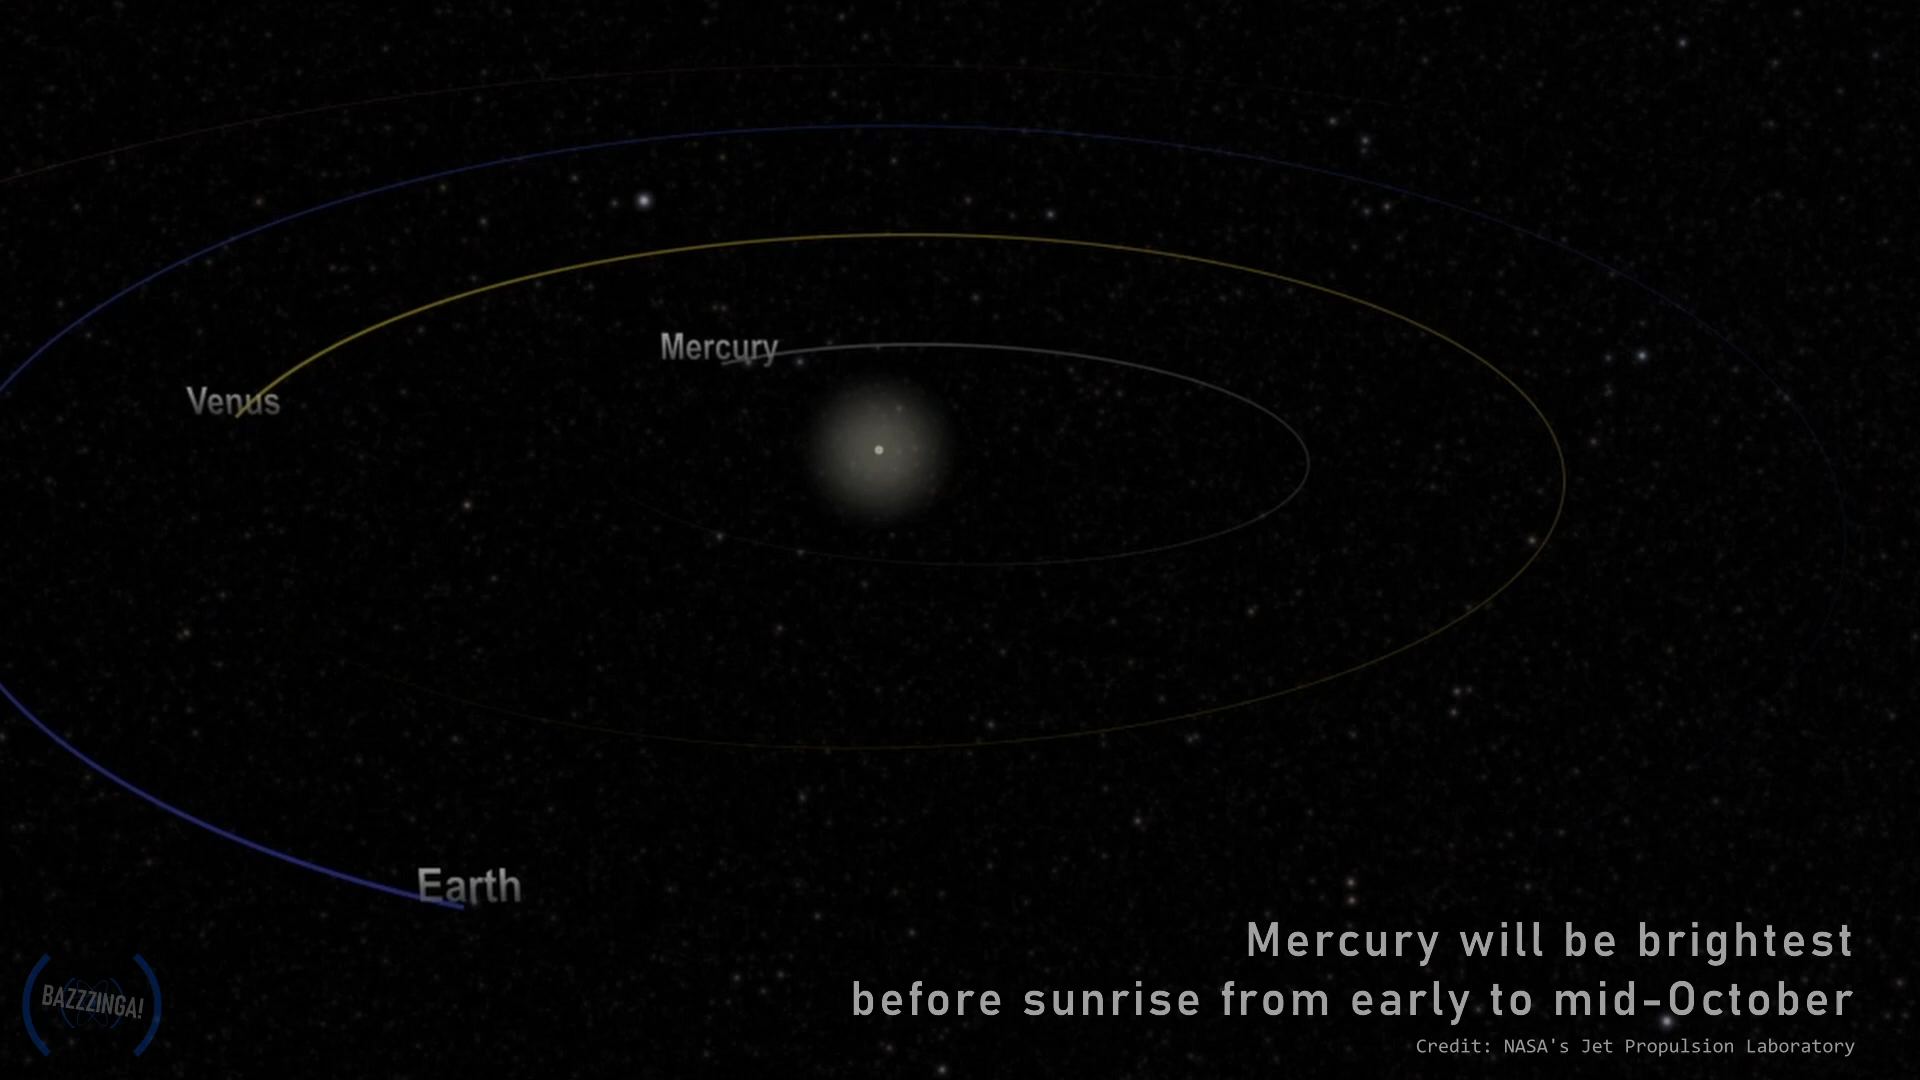 Mercury
Venus
Earth
Mercury will be brightest
before sunrise from early to mid-October
Credit: NASA's Jet Propulsion Laboratory
BAZZZINGA!